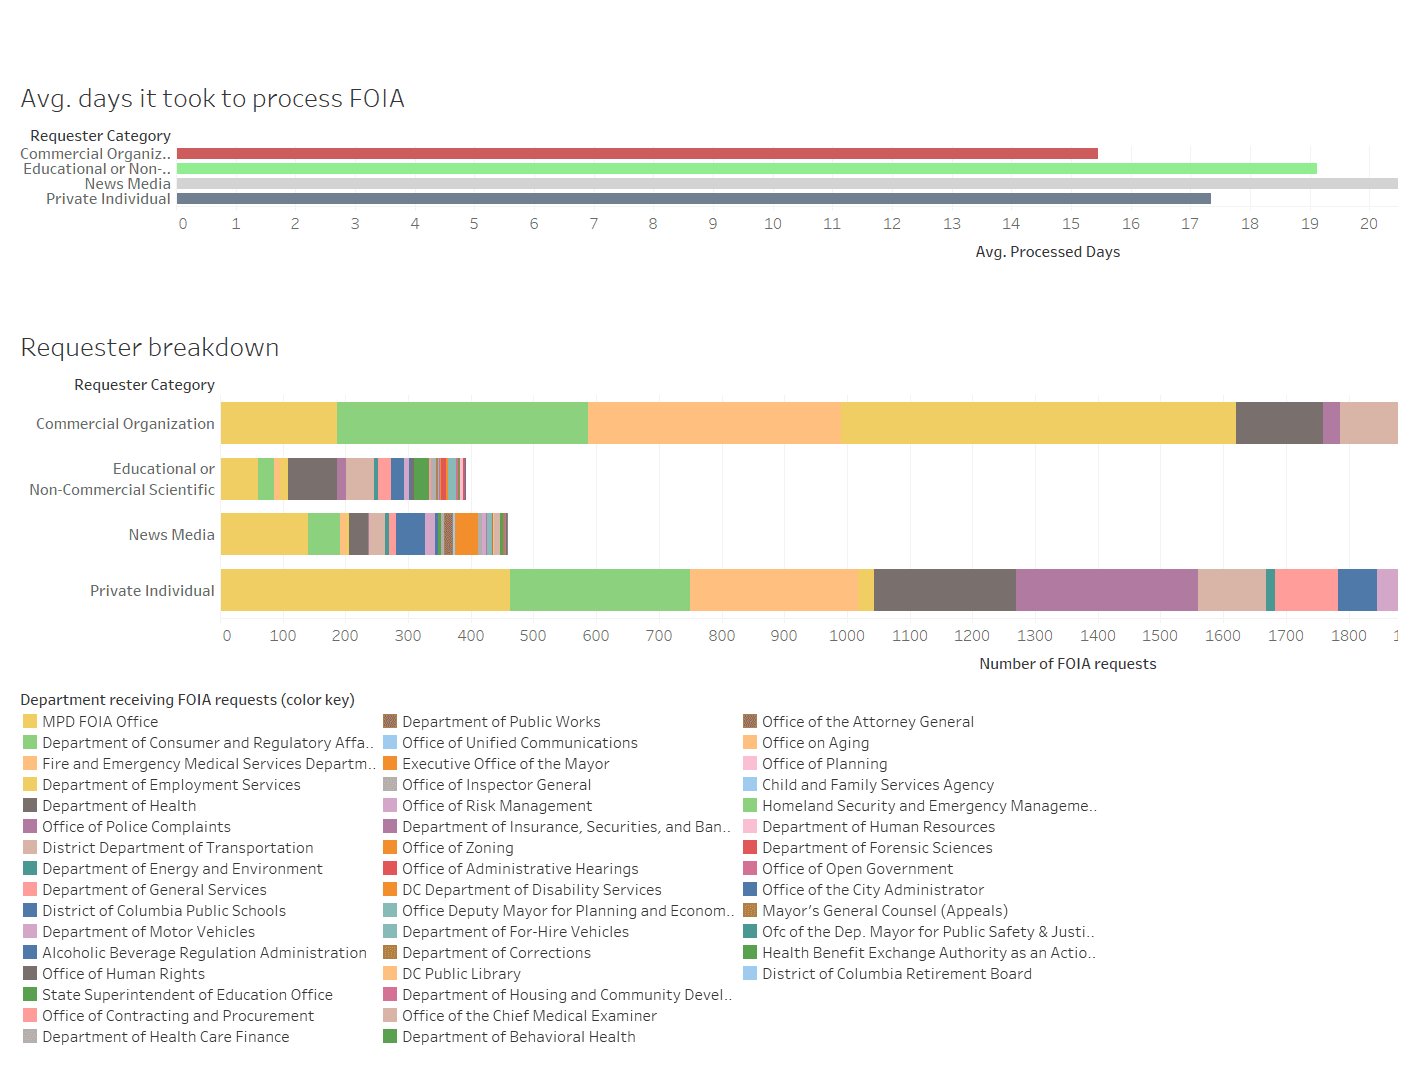 Avg. days it took to process FOIA
Requester Category
Commercial Organiz..
Educational or Non-..
News Media
Private Individual
0 1 2 3 4 5 6 7 8 9 10 11 12 13 14 15 16 17 18 19 20
Avg. Processed Days
Requester breakdown
Requester Category
Commercial Organization
Educational or
Non-Commercial Scientific
News Media
Private Individual
0 100 200 300 400 500 600 700 800 900 1000 1100 1200 1300 1400 1500 1600 1700 1800 1
Number of FOIA requests
Department receiving FOIA requests (color key)
MPD FOIA Office
Department of Consumer and Regulatory Affa..
Fire and Emergency Medical Services Departm..
Department of Employment Services
Department of Health
Office of Police Complaints
District Department of Transportation
Department of Energy and Environment
Department of General Services
District of Columbia Public Schools
Department of Motor Vehicles
Alcoholic Beverage Regulation Administration
Office of Human Rights
State Superintendent of Education Office
Office of Contracting and Procurement
Department of Health Care Finance
Department of Public Works
Office of Unified Communications
Executive Office of the Mayor
Office of Inspector General
Office of Risk Management
Department of Insurance, Securities, and Ban..
Office of Zoning
Office of Administrative Hearings
DC Department of Disability Services
Office Deputy Mayor for Planning and Econom..
Department of For-Hire Vehicles
Department of Corrections
DC Public Library
Department of Housing and Community Devel..
Office of the Chief Medical Examiner
Department of Behavioral Health
Office of the Attorney General
Office on Aging
Office of Planning
Child and Family Services Agency
Homeland Security and Emergency Manageme..
Department of Human Resources
Department of Forensic Sciences
Office of Open Government
Office of the City Administrator
Mayor’s General Counsel (Appeals)
Ofc of the Dep. Mayor for Public Safety & Justi..
Health Benefit Exchange Authority as an Actio..
District of Columbia Retirement Board